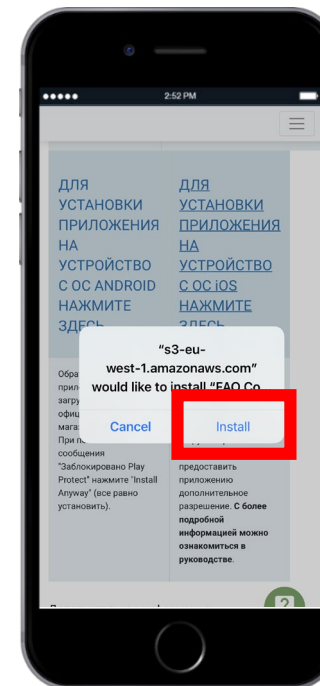 2:52 PM
ДЛЯ
УСТАНОВКИ
ПРИЛОЖЕНИЯ
НА
УСТРОЙСТВО
С ОС ANDROID
НАЖМИТЕ
ЗДЕСЬ
ДЛЯ
УСТАНОВКИ
ПРИЛОЖЕНИЯ
НА
УСТРОЙСТВО
С ОС iOS
НАЖМИТЕ
ЗДЕСЬ
"s3-eu-
west-1.amazonaws.com"
would like to install "FAO Co...
Cancel
Install
При
сообщения
"Заблокировано Play
Protect" нажмите "Install
Anyway" (все равно
установить).
предоставить
приложению
дополнительное
разрешение. С более
подробной
информацией можно
ознакомиться в
руководстве.
?